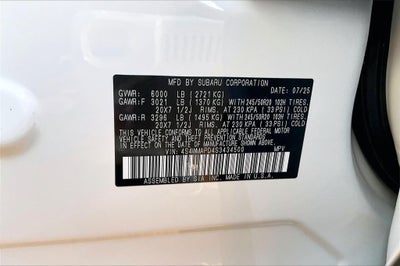 MFD BY SUBARU CORPORATION
DATE: 07/25
GVWR: 6000 LB (2721 KG)
GAWR:F 3021 LB (1370 KG) WITH 245/50R20 102H TIRES,
20X7 1/2J RIMS, AT 230 KPA (33 PSI) COLD
GAWR:R 3296 LB (1495 KG) WITH 245/50R20 102H TIRES,
20X7 1/2J RIMS, AT 230 KPA (33 PSI) COLD
THIS VEHICLE CONFORMS TO ALL APPLICABLE FEDERAL MOTOR
VEHICLE SAFETY AND THEFT PREVENTION STANDARDS
IN EFFECT ON THE DATE OF MANUFACTURE SHOWN ABOVE.
VEHICLE IDENTIFICATION NO.: 4S4WMAPD4S3434500 MPV
ASSEMBLED BY SIA INC. MADE IN U.S.A.